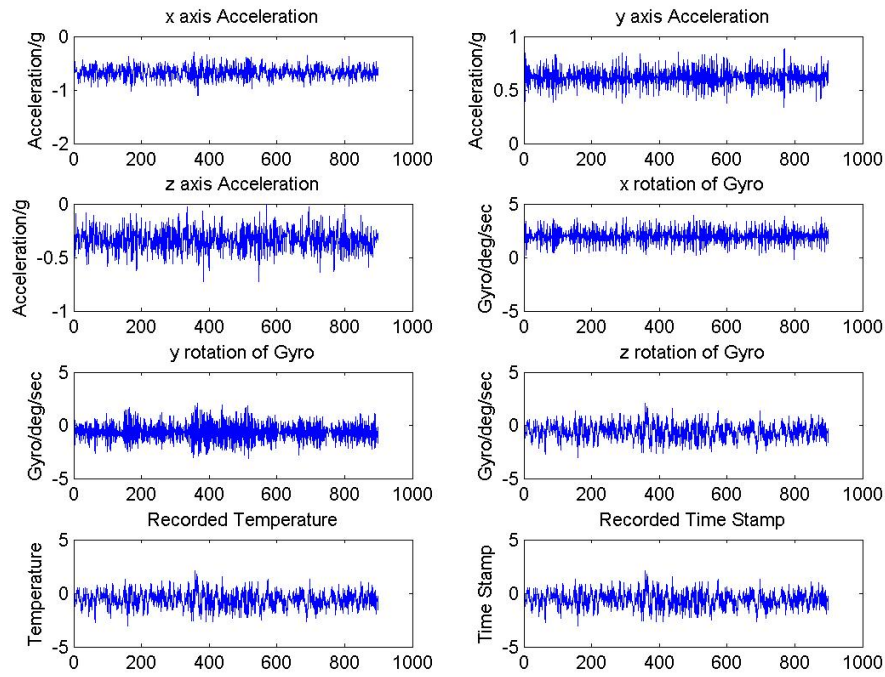 x axis Acceleration
Acceleration/g
0
-1
-2
0 200 400 600 800 1000
y axis Acceleration
Acceleration/g
1
0.5
0
0 200 400 600 800 1000
z axis Acceleration
Acceleration/g
0
-0.5
-1
0 200 400 600 800 1000
x rotation of Gyro
Gyro/deg/sec
5
0
-5
0 200 400 600 800 1000
y rotation of Gyro
Gyro/deg/sec
5
0
-5
0 200 400 600 800 1000
z rotation of Gyro
Gyro/deg/sec
5
0
-5
0 200 400 600 800 1000
Recorded Temperature
Temperature
5
0
-5
0 200 400 600 800 1000
Recorded Time Stamp
Time Stamp
5
0
-5
0 200 400 600 800 1000